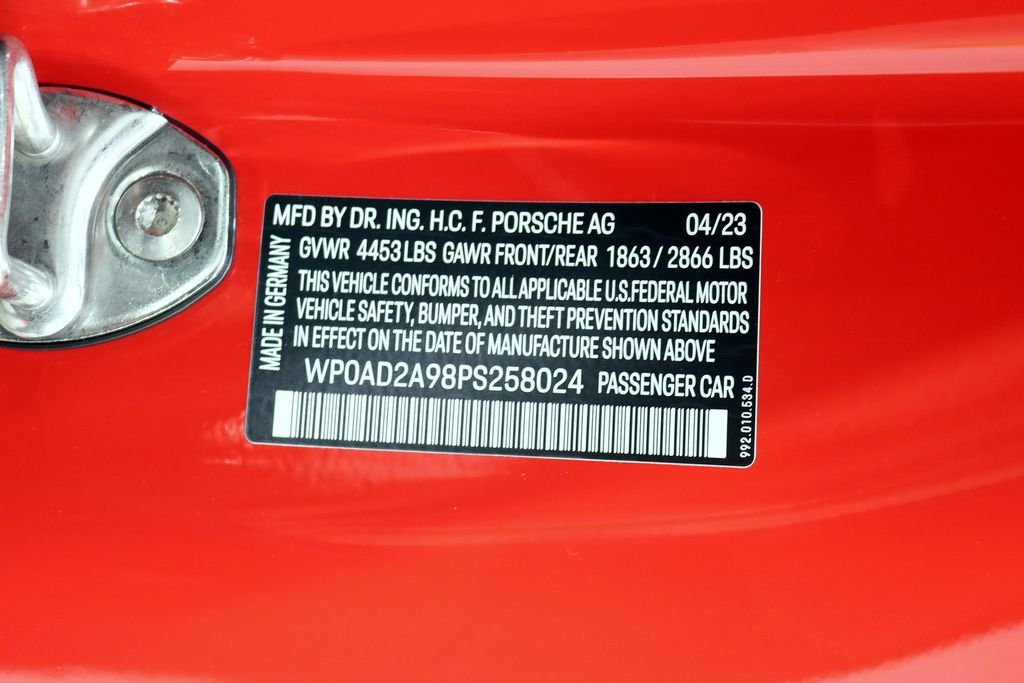 MFD BY DR. ING. H.C. F. PORSCHE AG 04/23
GVWR 4453 LBS GAWR FRONT/REAR 1863 / 2866 LBS
THIS VEHICLE CONFORMS TO ALL APPLICABLE U.S.FEDERAL MOTOR
VEHICLE SAFETY, BUMPER, AND THEFT PREVENTION STANDARDS
IN EFFECT ON THE DATE OF MANUFACTURE SHOWN ABOVE
WP0AD2A98PS258024 PASSENGER CAR
MADE IN GERMANY
992.010.534.D